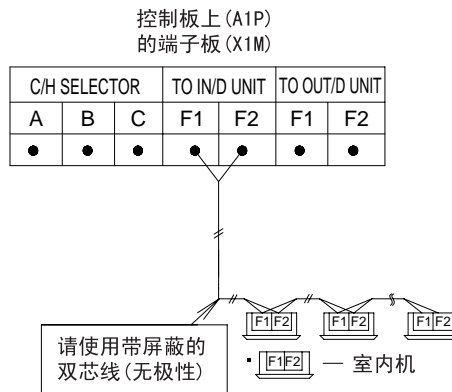 控制板上(A1P)
的端子板(X1M)
C/H SELECTOR TO IN/D UNIT TO OUT/D UNIT
A B C F1 F2 F1 F2
F1 F2 F1 F2 F1 F2
请使用带屏蔽的
双芯线(无极性)
F1 F2 — 室内机